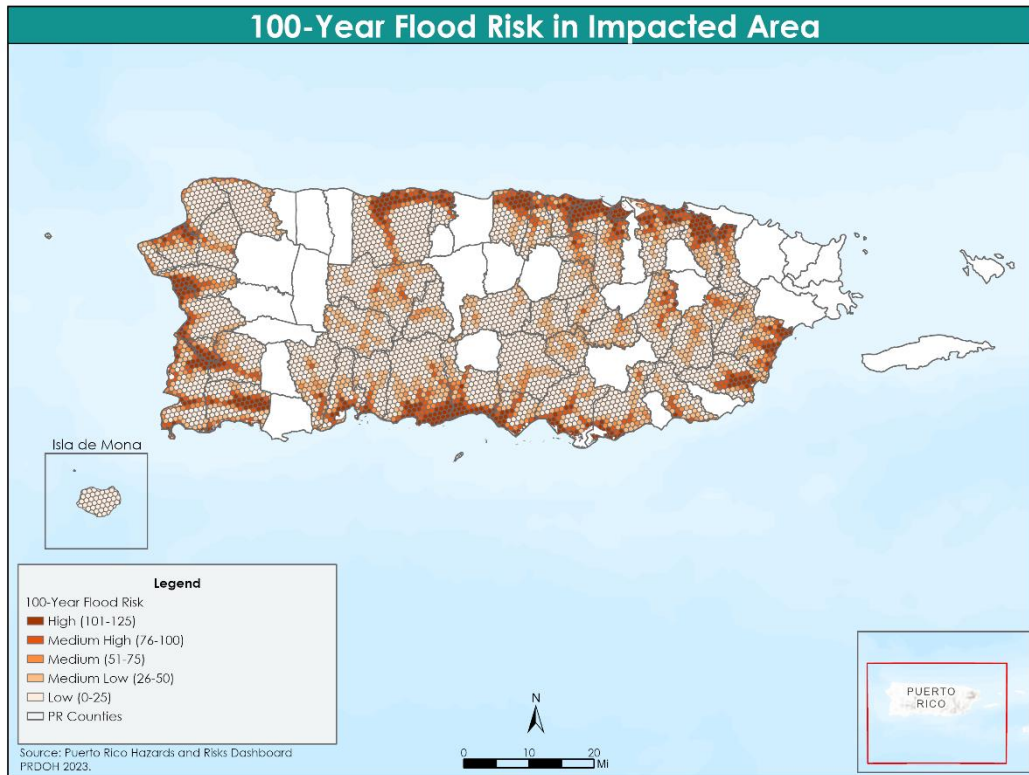 100-Year Flood Risk in Impacted Area
Isla de Mona
Legend
100-Year Flood Risk
High (101-125)
Medium High (76-100)
Medium (51-75)
Medium Low (26-50)
Low (0-25)
PR Counties
Source: Puerto Rico Hazards and Risks Dashboard
PRDOH 2023.
N
0 10 20
Mi
PUERTO
RICO